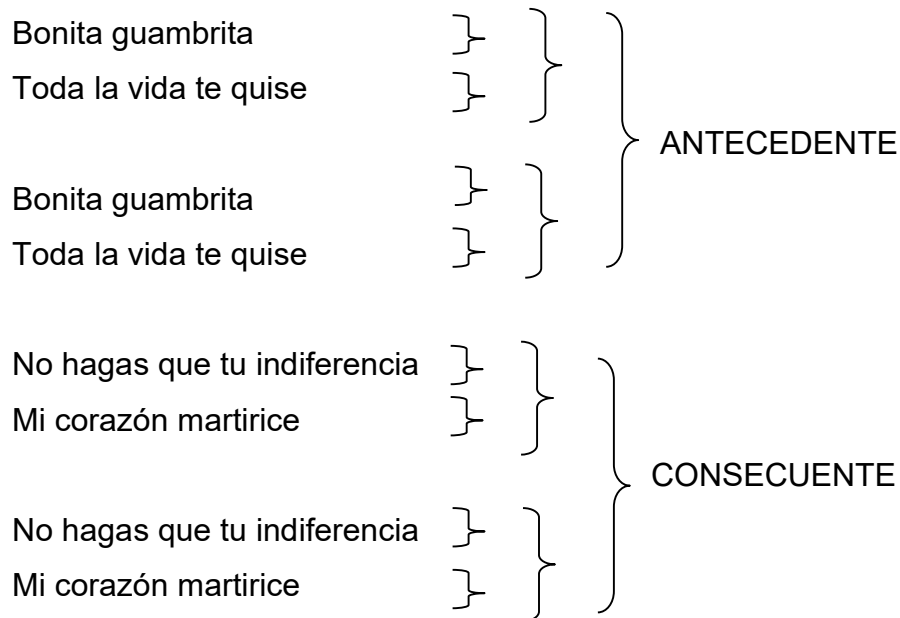 Bonita guambrita
Toda la vida te quise
ANTECEDENTE
Bonita guambrita
Toda la vida te quise
No hagas que tu indiferencia
Mi corazón martirice
CONSECUENTE
No hagas que tu indiferencia
Mi corazón martirice